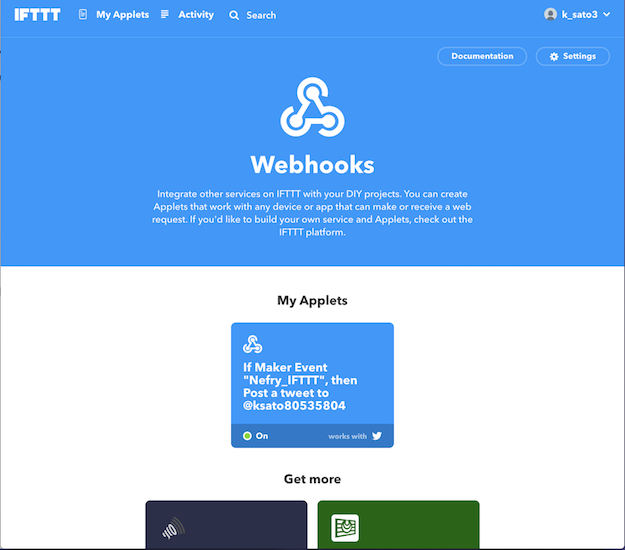 IFTTT My Applets Activity Search k_sato3
Documentation Settings
Webhooks
Integrate other services on IFTTT with your DIY projects. You can create
Applets that work with any device or app that can make or receive a web
request. If you'd like to build your own service and Applets, check out the
IFTTT platform.
My Applets
If Maker Event
"Nefry_IFTTT", then
Post a tweet to
@ksato80535804
On works with
Get more